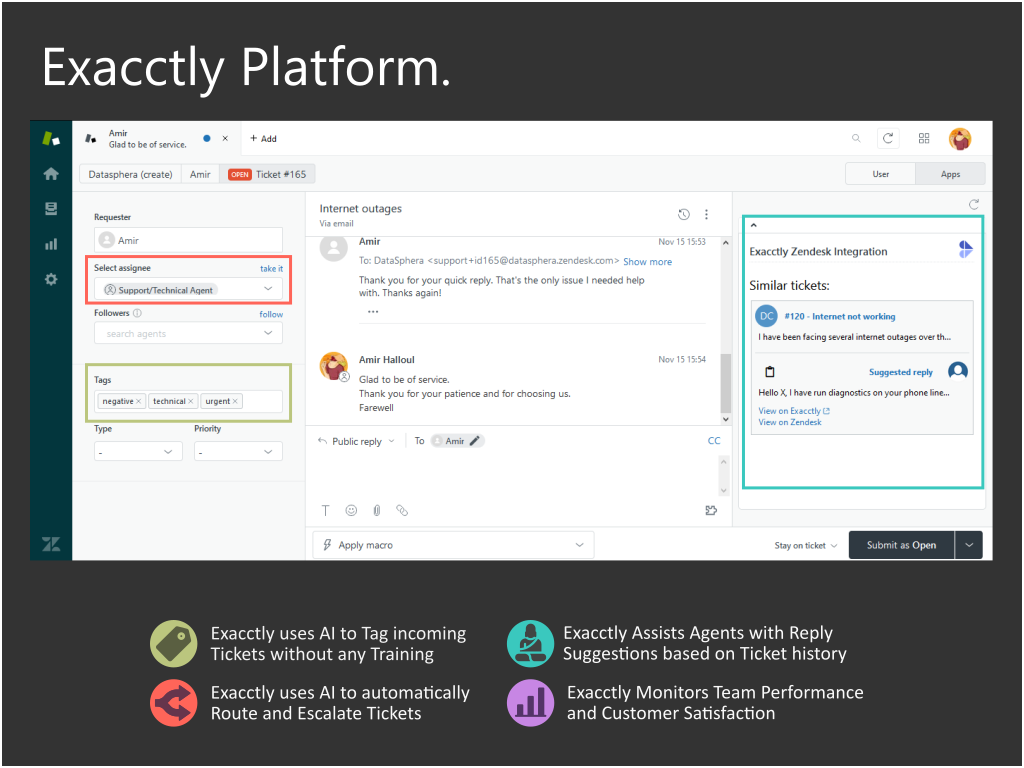 Exacctly Platform.
Amir
Glad to be of service.
+ Add
Datasphera (create)
Amir
OPEN Ticket #165
User
Apps
Requester
Amir
Select assignee
take it
Support/Technical Agent
Followers
follow
search agents
Tags
negative × technical × urgent ×
Type
Priority
-
-
Internet outages
Via email
Amir
Nov 15 15:53
To: DataSphera <support+id165@datasphera.zendesk.com> Show more
Thank you for your quick reply. That's the only issue I needed help
with. Thanks again!
Amir Halloul
Nov 15 15:54
Glad to be of service.
Thank you for your patience and for choosing us.
Farewell
Public reply
To Amir
CC
Apply macro
Stay on ticket
Submit as Open
Exacctly Zendesk Integration
Similar tickets:
DC
#120 - Internet not working
I have been facing several internet outages over th...
Suggested reply
Hello X, I have run diagnostics on your phone line...
View on Exacctly
View on Zendesk
Exacctly uses AI to Tag incoming
Tickets without any Training
Exacctly Assists Agents with Reply
Suggestions based on Ticket history
Exacctly uses AI to automatically
Route and Escalate Tickets
Exacctly Monitors Team Performance
and Customer Satisfaction